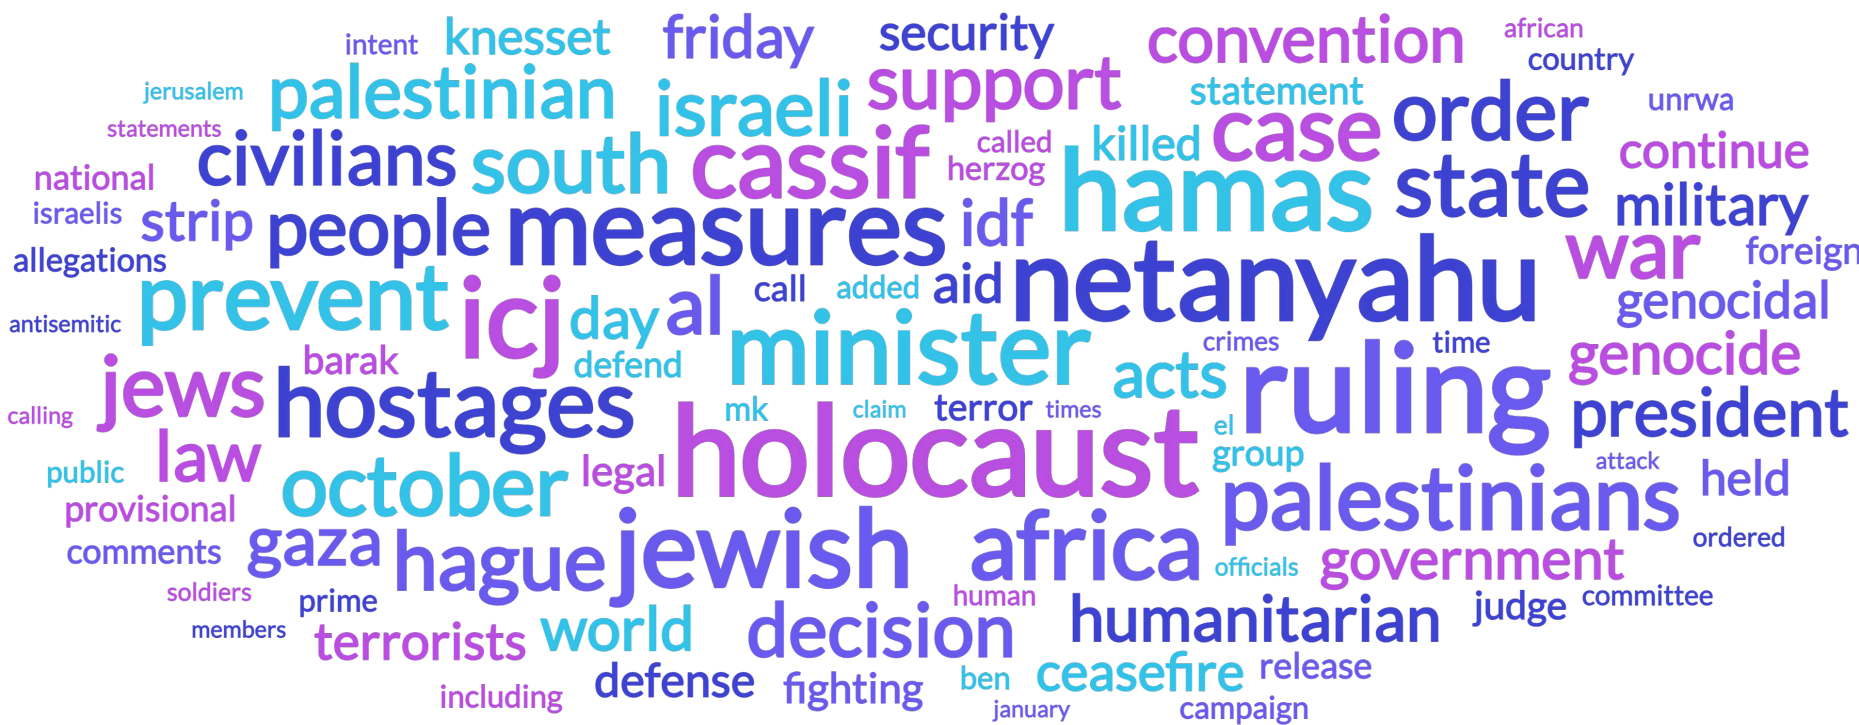 intent knesset friday security convention african
country
jerusalem palestinian israeli support statement order unrwa
statements civilians south cassif called killed case continue
national herzog hamas state military
israelis strip people measures idf war foreign
allegations prevent icj day al call added aid netanyahu genocidal
antisemitic barak defend minister crimes time genocide
jews hostages acts ruling president
calling mk claim terror times el
law october legal holocaust group attack held
public palestinians
provisional
comments gaza hague jewish africa officials government ordered
soldiers prime human humanitarian judge committee
members terrorists world decision
including defense fighting ben ceasefire release
january campaign